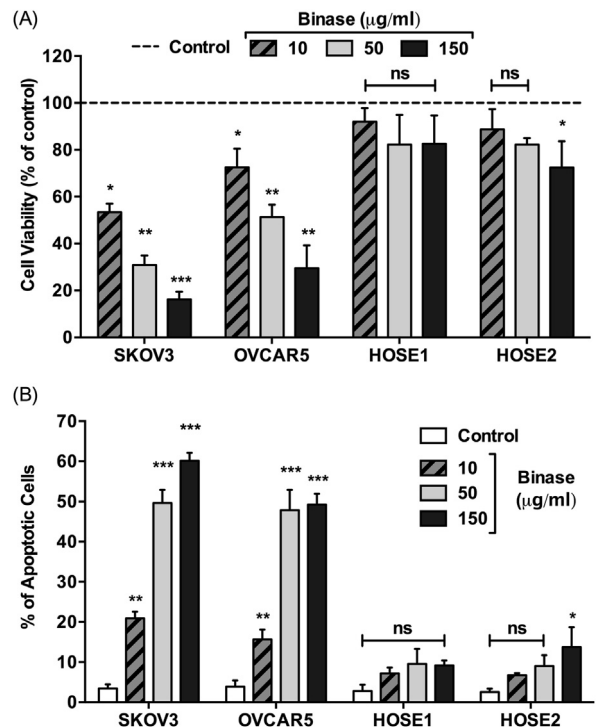 (A)
Binase (μg/ml)
Control 10 50 150
Cell Viability (% of control)
120
100
80
60
40
20
0
* ** ***
* ** **
ns
ns *
SKOV3 OVCAR5 HOSE1 HOSE2
(B)
% of Apoptotic Cells
70
60
50
40
30
20
10
0
Control
10
50
150
Binase
(μg/ml)
** *** ***
** *** ***
ns
ns *
SKOV3 OVCAR5 HOSE1 HOSE2